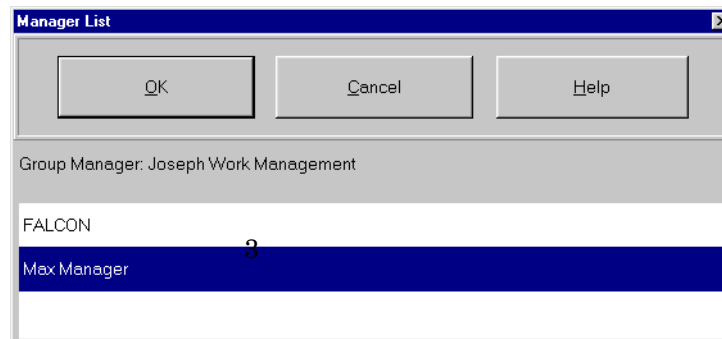 Manager List
OK Cancel Help
Group Manager: Joseph Work Management
FALCON
3
Max Manager